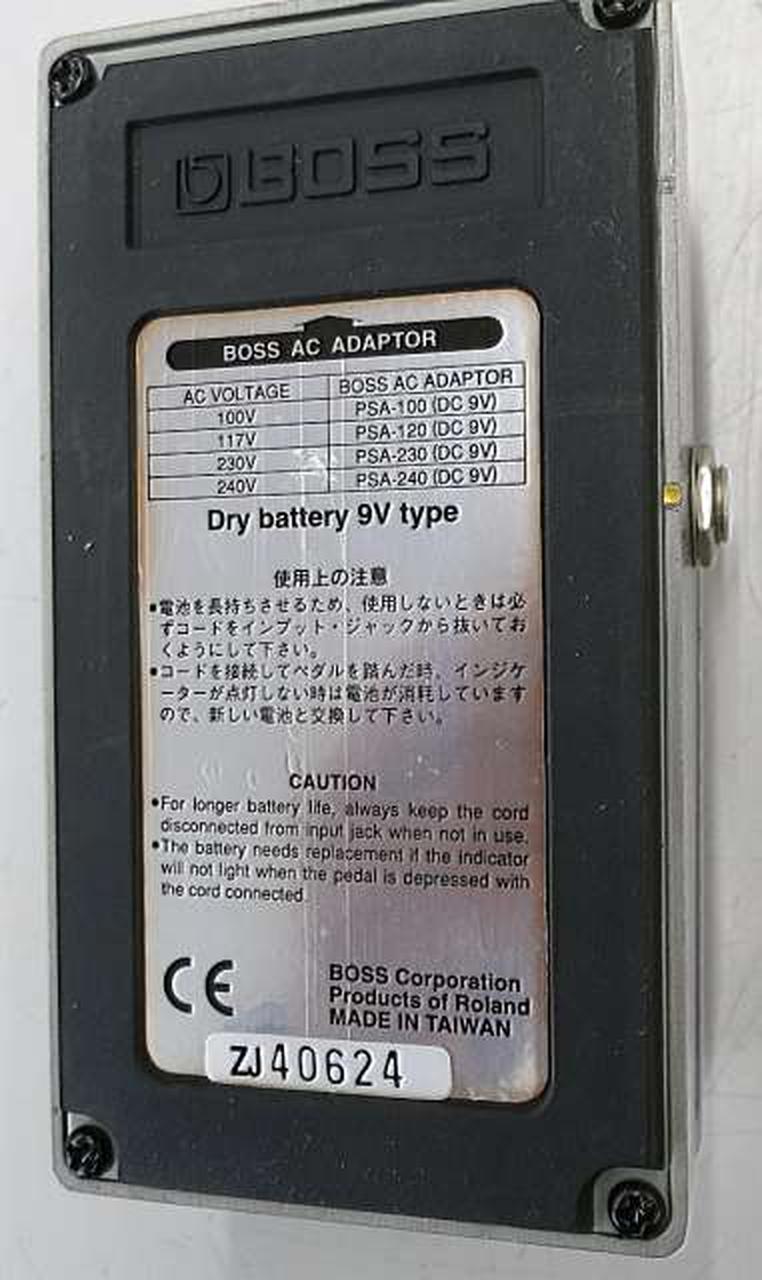 BOSS
BOSS AC ADAPTOR
AC VOLTAGE BOSS AC ADAPTOR
100V PSA-100 (DC 9V)
117V PSA-120 (DC 9V)
230V PSA-230 (DC 9V)
240V PSA-240 (DC 9V)
Dry battery 9V type
使用上の注意
•電池を長持ちさせるため、使用しないときは必
ずコードをインプット・ジャックから抜いてお
くようにして下さい。
•コードを接続してペダルを踏んだ時、インジケ
ーターが点灯しない時は電池が消耗しています
ので、新しい電池と交換して下さい。
CAUTION
•For longer battery life, always keep the cord
disconnected from input jack when not in use.
•The battery needs replacement if the indicator
will not light when the pedal is depressed with
the cord connected
CE
BOSS Corporation
Products of Roland
MADE IN TAIWAN
ZJ40624